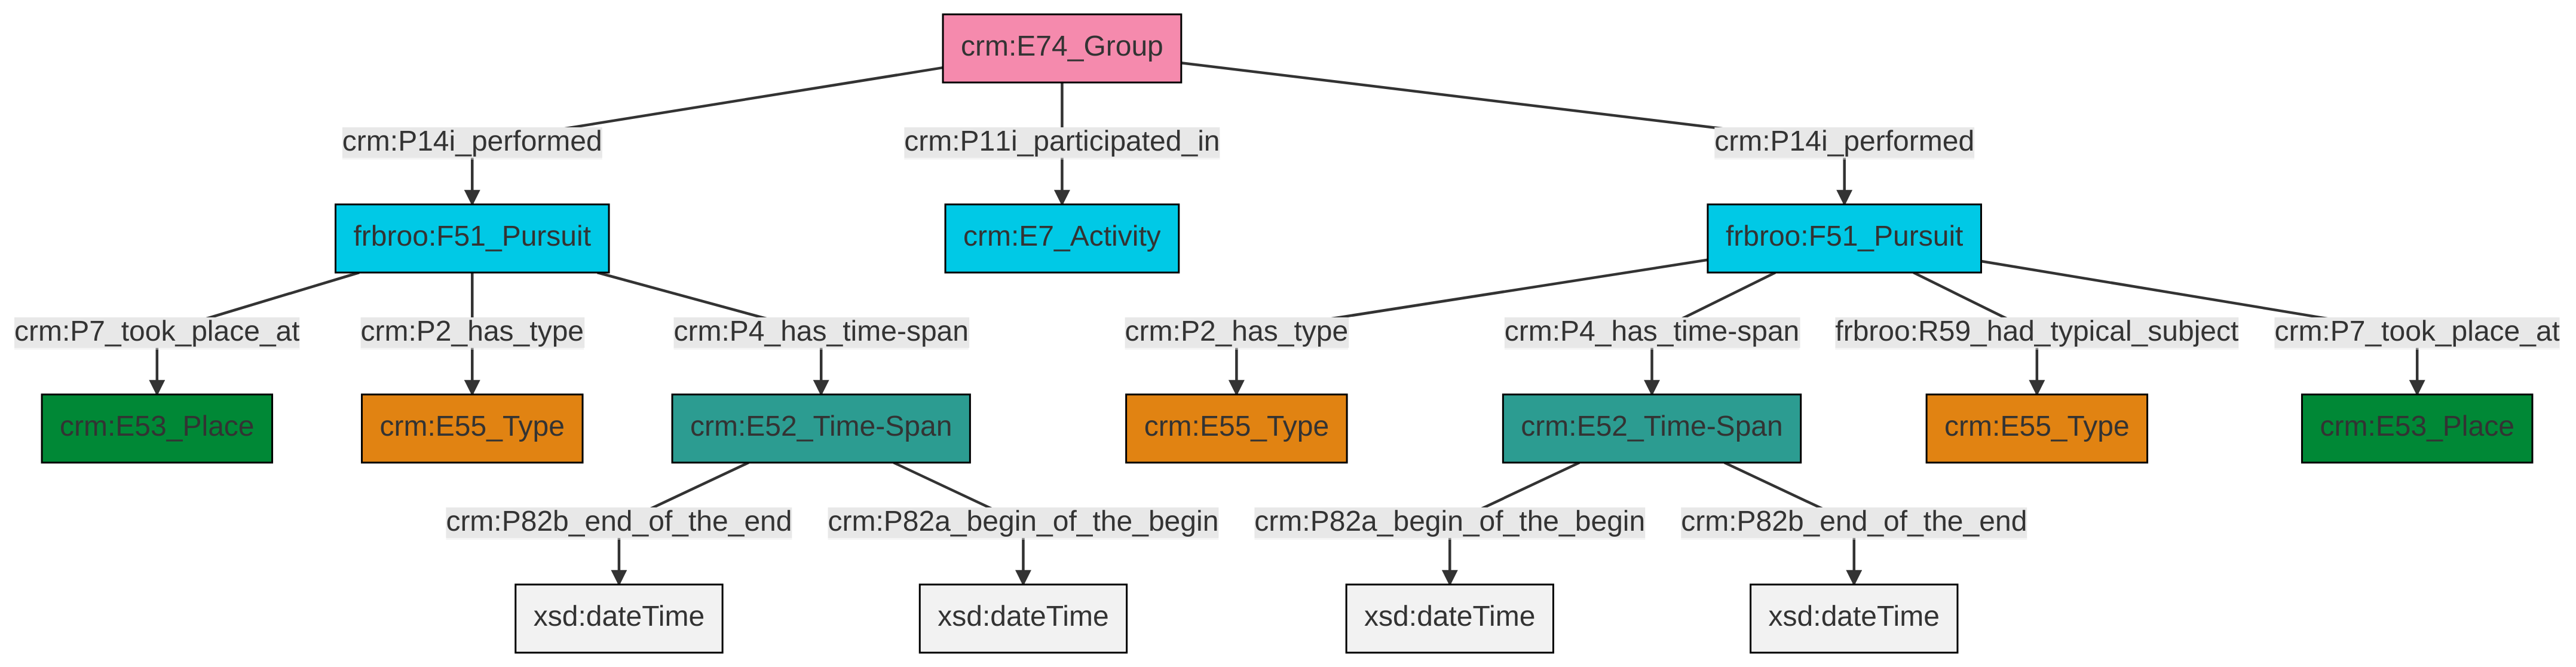 crm:E74_Group
crm:P14i_performed
crm:P11i_participated_in
crm:P14i_performed
frbroo:F51_Pursuit
crm:E7_Activity
frbroo:F51_Pursuit
crm:P7_took_place_at
crm:P2_has_type
crm:P4_has_time-span
crm:P2_has_type
crm:P4_has_time-span
frbroo:R59_had_typical_subject
crm:P7_took_place_at
crm:E53_Place
crm:E55_Type
crm:E52_Time-Span
crm:E55_Type
crm:E52_Time-Span
crm:E55_Type
crm:E53_Place
crm:P82b_end_of_the_end
crm:P82a_begin_of_the_begin
crm:P82a_begin_of_the_begin
crm:P82b_end_of_the_end
xsd:dateTime
xsd:dateTime
xsd:dateTime
xsd:dateTime